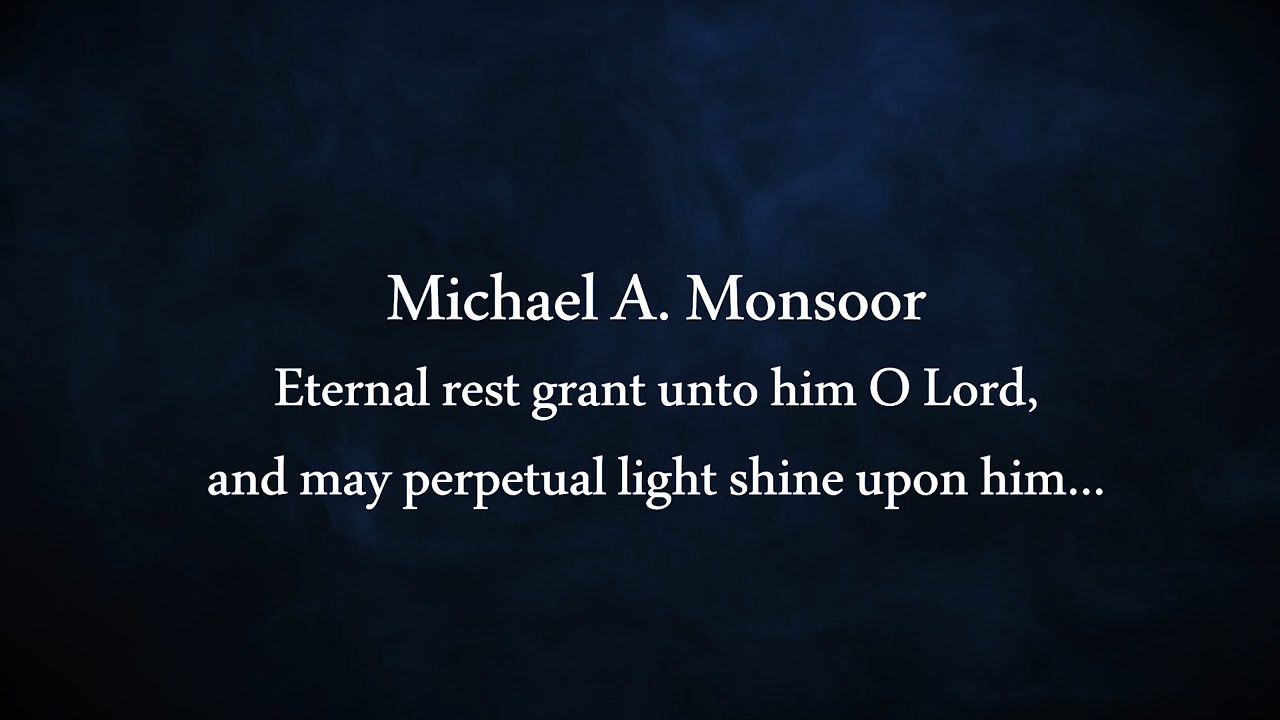 Michael A. Monsoor
Eternal rest grant unto him O Lord,
and may perpetual light shine upon him...